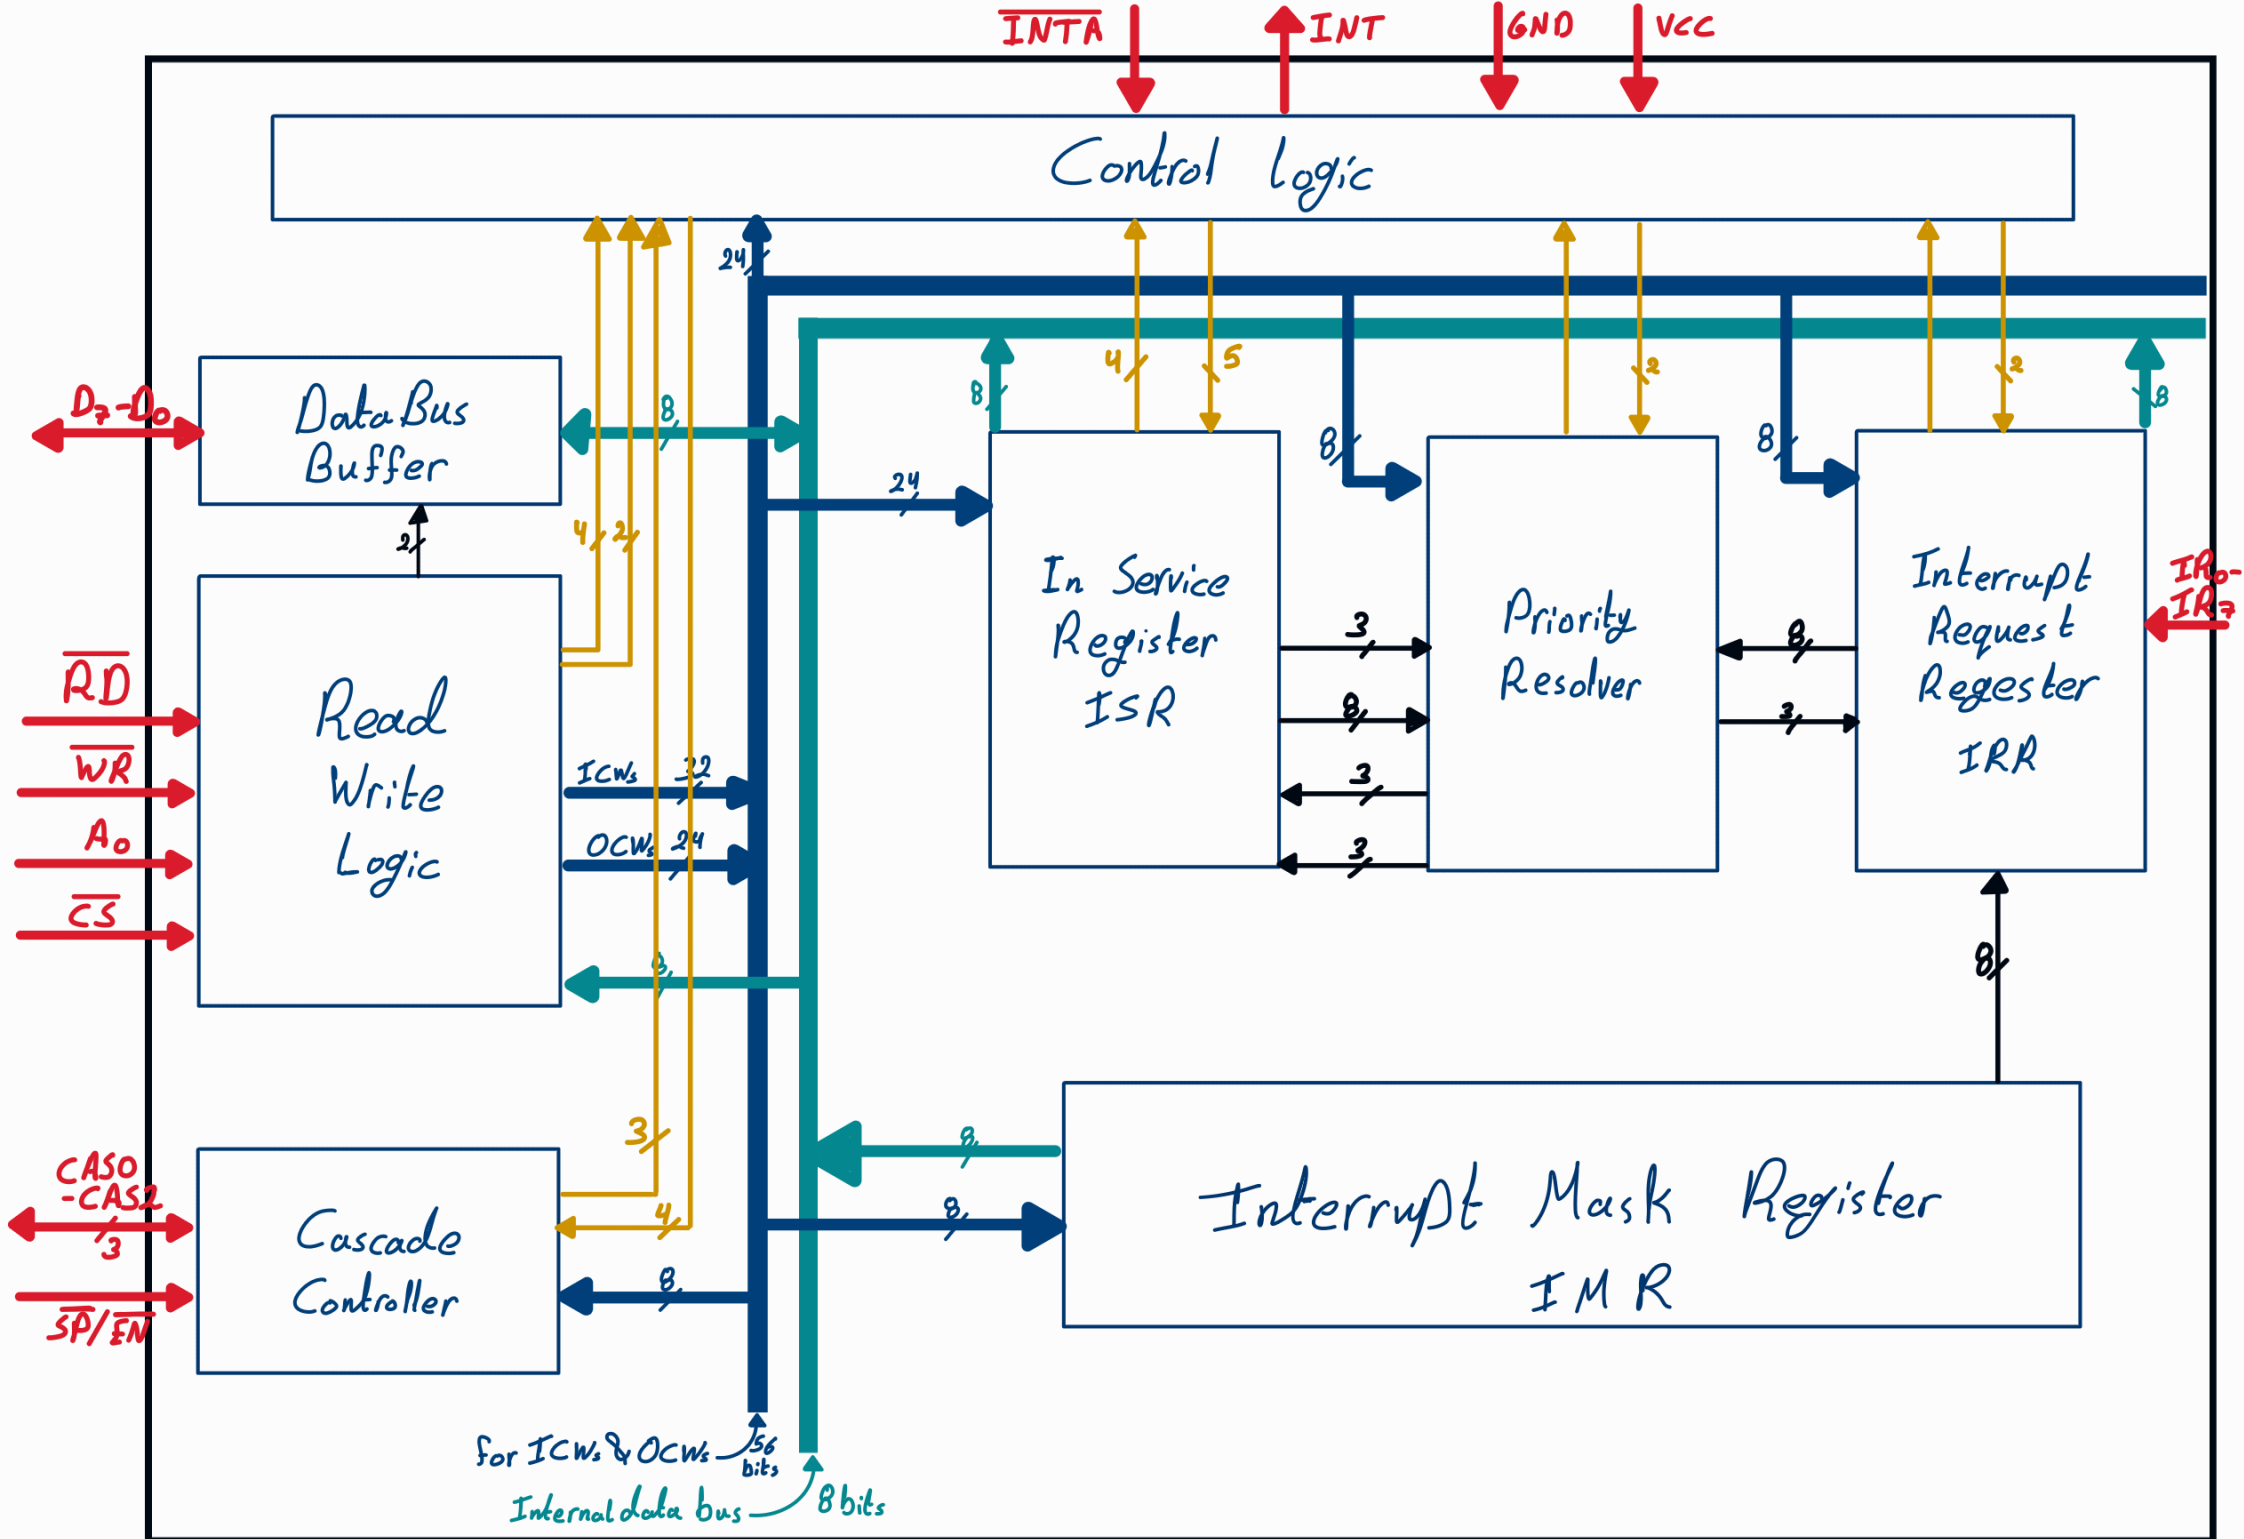 INTA
INT
GND
VCC
Control Logic
24
Data Bus
Buffer
D7-D0
8
8
4
5
8
2
8
2
8
24
2
4
2
In Service
Register
ISR
Priority
Resolver
Interrupt
Request
Regester
IRR
IR0-
IR7
3
8
3
3
8
3
RD
WR
A0
CS
Read
Write
Logic
ICWs 32
OCWs 24
8
8
3
4
8
CAS0
-CAS2
3
SP/EN
Cascade
Controller
8
8
Interrupt Mask Register
IMR
for ICWs & OCWs
56
bits
Internal data bus
8 bits